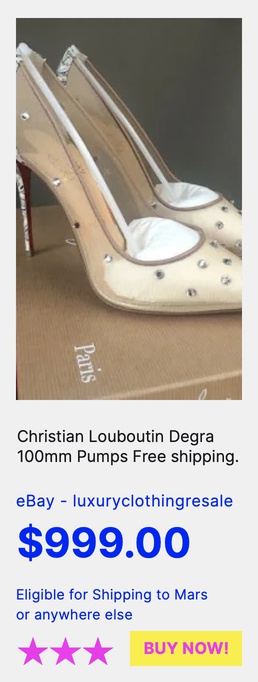 Paris
Christian Louboutin Degra
100mm Pumps Free shipping.
eBay - luxuryclothingresale
$999.00
Eligible for Shipping to Mars
or anywhere else
BUY NOW!